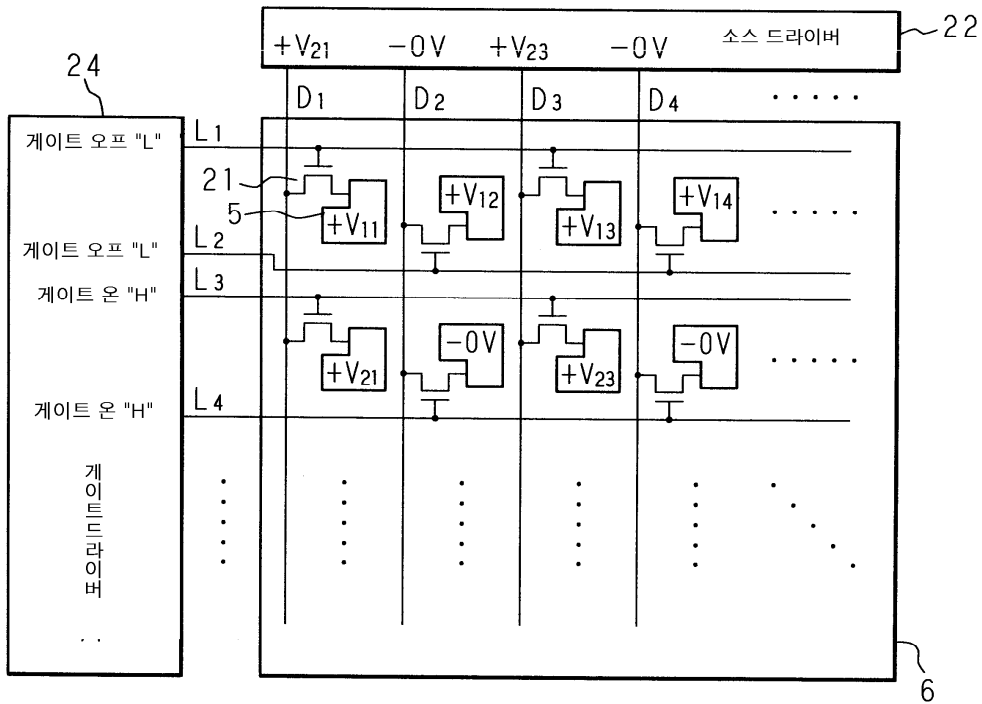 22
소스 드라이버
+V21 -0V +V23 -0V
24
D1 D2 D3 D4 · · · · ·
게이트 오프 "L" L1
21
5
+V11 +V12 +V13 +V14 · · · · ·
게이트 오프 "L" L2
게이트 온 "H" L3
+V21 -0V +V23 -0V · · · · ·
게이트 온 "H" L4
게이트드라이버
6